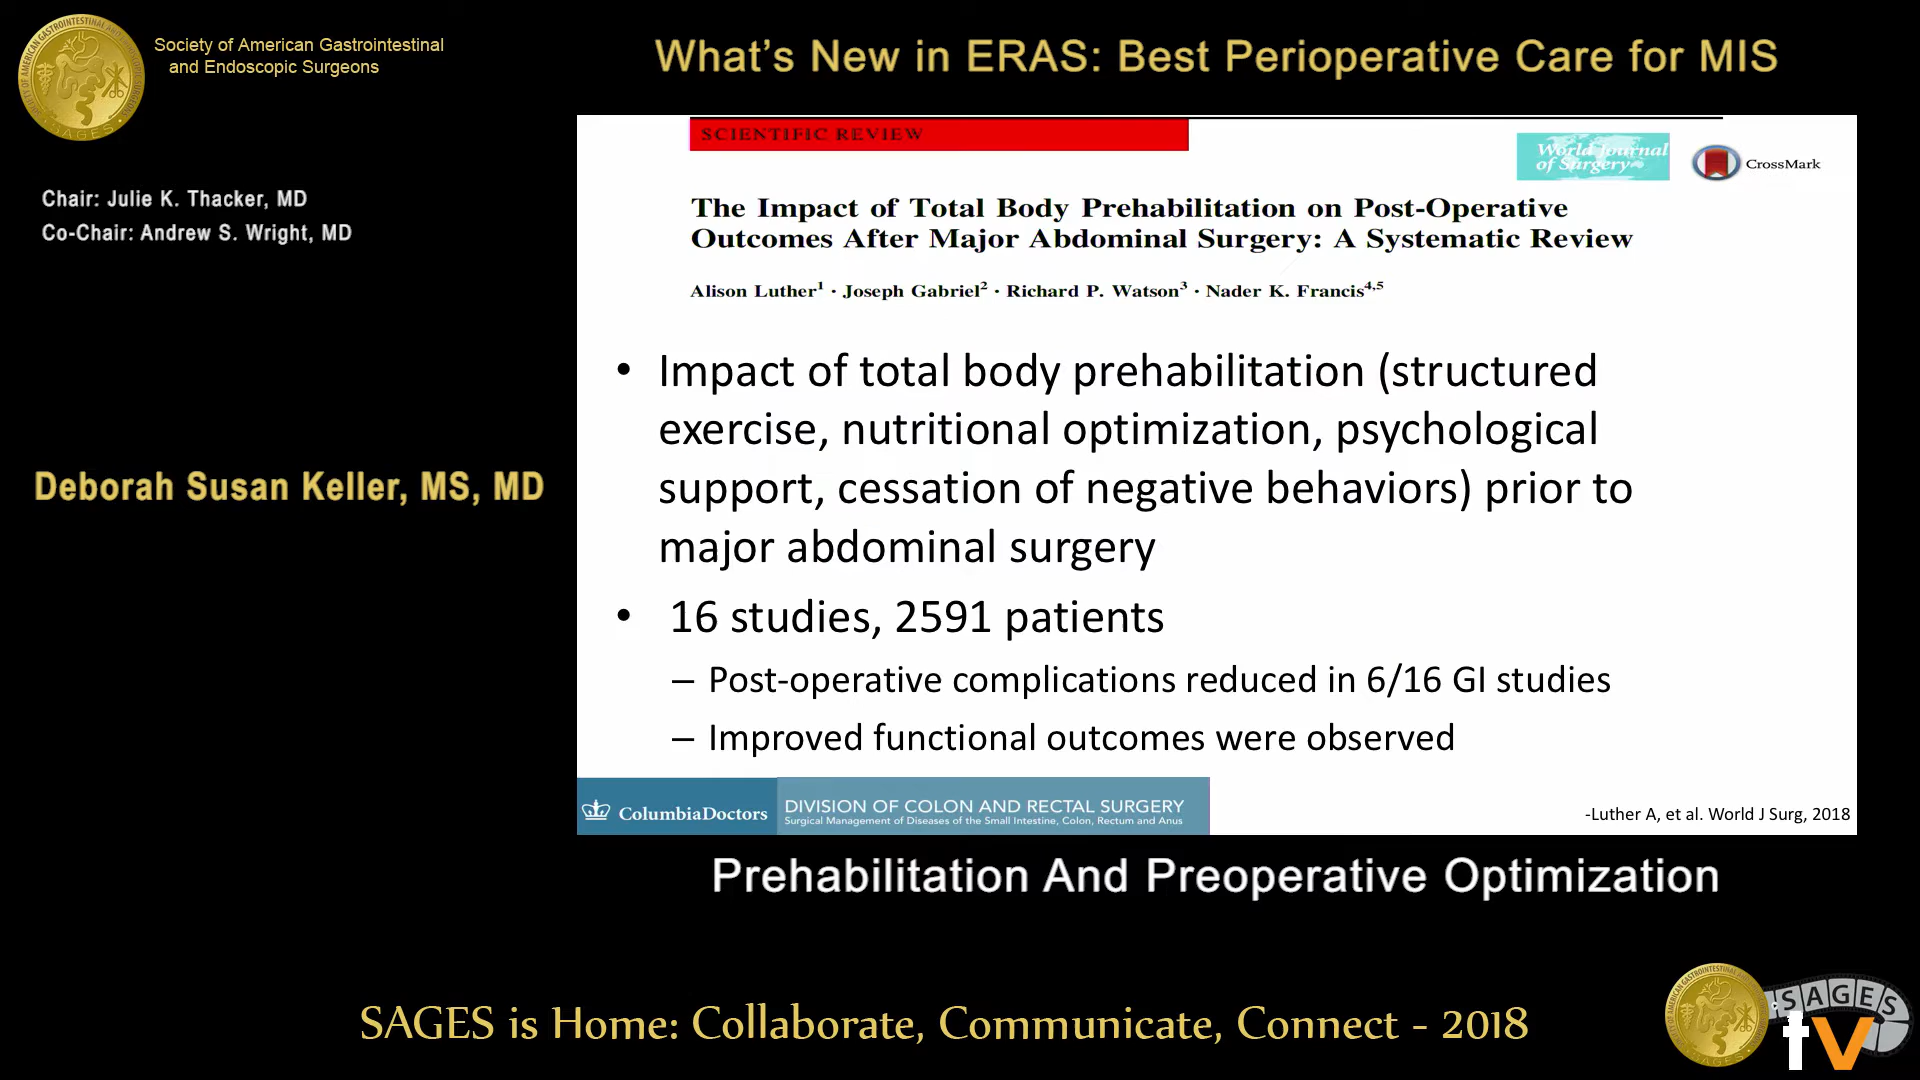 Society of American Gastrointestinal
and Endoscopic Surgeons
What's New in ERAS: Best Perioperative Care for MIS
Chair: Julie K. Thacker, MD
Co-Chair: Andrew S. Wright, MD
Deborah Susan Keller, MS, MD
SCIENTIFIC REVIEW
World Journal
of Surgery
CrossMark
The Impact of Total Body Prehabilitation on Post-Operative
Outcomes After Major Abdominal Surgery: A Systematic Review
Alison Luther1 · Joseph Gabriel2 · Richard P. Watson3 · Nader K. Francis4,5
• Impact of total body prehabilitation (structured
exercise, nutritional optimization, psychological
support, cessation of negative behaviors) prior to
major abdominal surgery
• 16 studies, 2591 patients
– Post-operative complications reduced in 6/16 GI studies
– Improved functional outcomes were observed
ColumbiaDoctors
DIVISION OF COLON AND RECTAL SURGERY
Surgical Management of Diseases of the Small Intestine, Colon, Rectum and Anus
-Luther A, et al. World J Surg, 2018
Prehabilitation And Preoperative Optimization
SAGES is Home: Collaborate, Communicate, Connect - 2018
SAGES
tv